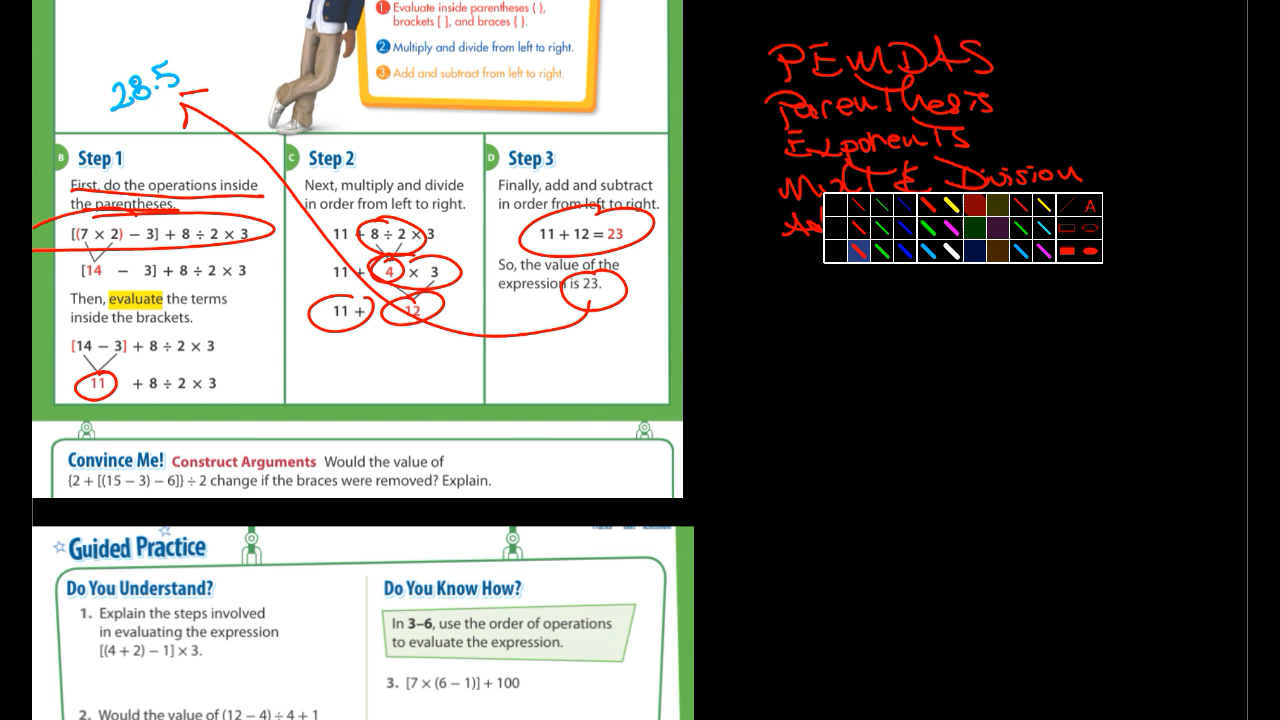 1. Evaluate inside parentheses ( ),
brackets [ ], and braces { }.
2. Multiply and divide from left to right.
3. Add and subtract from left to right.
28.5
PEMDAS
Parenthesis
Exponents
Mult & Division
A
B Step 1
First, do the operations inside
the parentheses.
[(7 × 2) − 3] + 8 ÷ 2 × 3
[14 − 3] + 8 ÷ 2 × 3
Then, evaluate the terms
inside the brackets.
[14 − 3] + 8 ÷ 2 × 3
11 + 8 ÷ 2 × 3
C Step 2
Next, multiply and divide
in order from left to right.
11 + 8 ÷ 2 × 3
11 + 4 × 3
11 + 12
D Step 3
Finally, add and subtract
in order from left to right.
11 + 12 = 23
So, the value of the
expression is 23.
Convince Me! Construct Arguments Would the value of
{2 + [(15 − 3) − 6]} ÷ 2 change if the braces were removed? Explain.
Guided Practice
Do You Understand?
1. Explain the steps involved
in evaluating the expression
[(4 + 2) − 1] × 3.
2. Would the value of (12 − 4) ÷ 4 + 1
Do You Know How?
In 3–6, use the order of operations
to evaluate the expression.
3. [7 × (6 − 1)] + 100